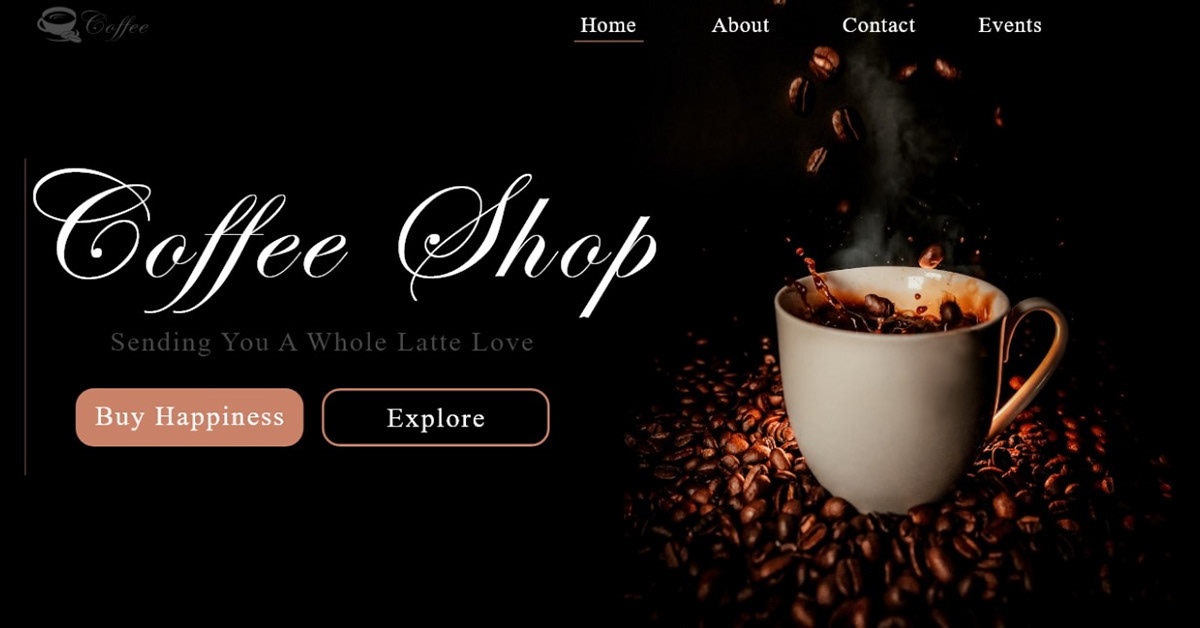 Coffee
Home
About
Contact
Events
Coffee Shop
Sending You A Whole Latte Love
Buy Happiness
Explore